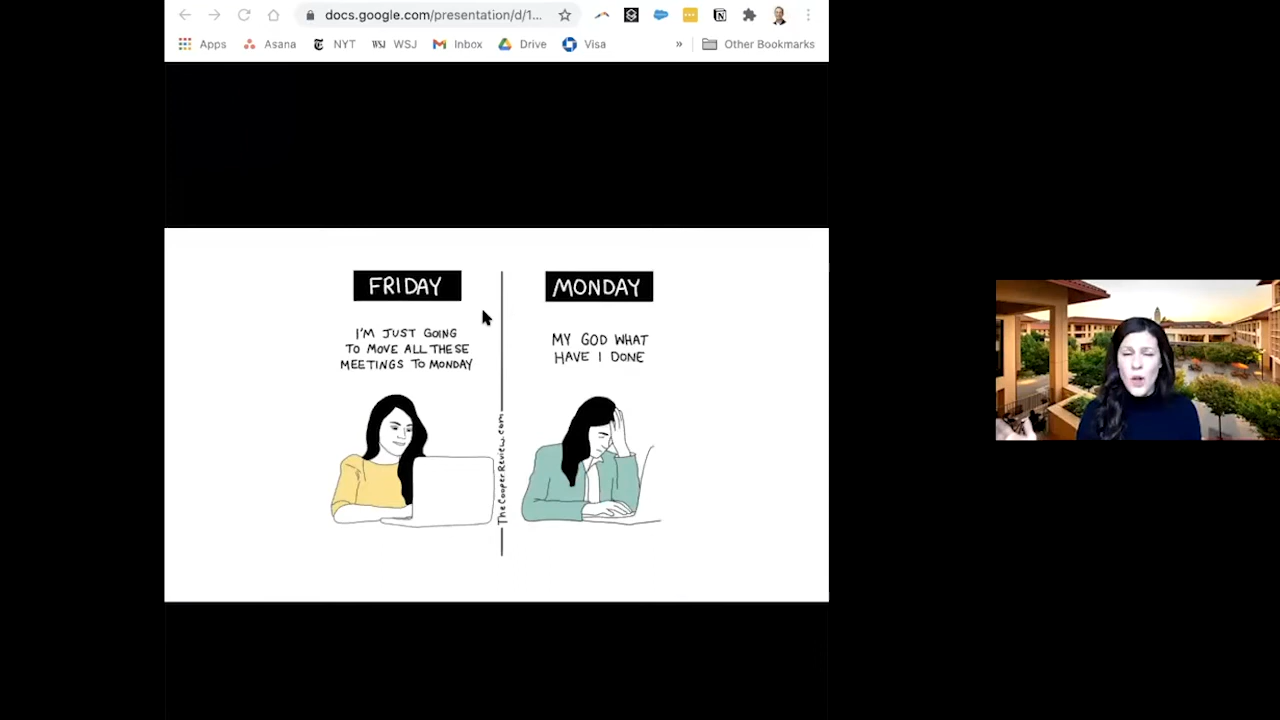 docs.google.com/presentation/d/1...
Apps Asana NYT WSJ WSJ Inbox Drive Visa » Other Bookmarks
FRIDAY
I'M JUST GOING
TO MOVE ALL THESE
MEETINGS TO MONDAY
TheCooperReview.com
MONDAY
MY GOD WHAT
HAVE I DONE